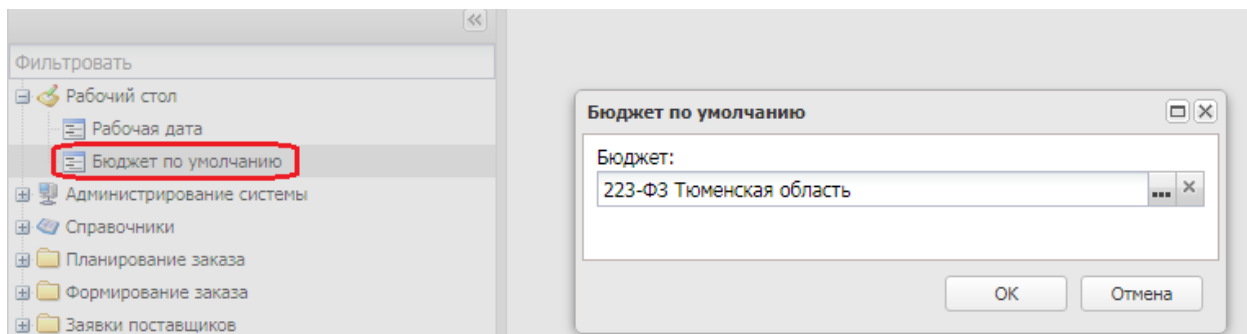 Фильтровать
Рабочий стол
Рабочая дата
Бюджет по умолчанию
Администрирование системы
Справочники
Планирование заказа
Формирование заказа
Заявки поставщиков
Бюджет по умолчанию
Бюджет:
223-ФЗ Тюменская область
ОК
Отмена